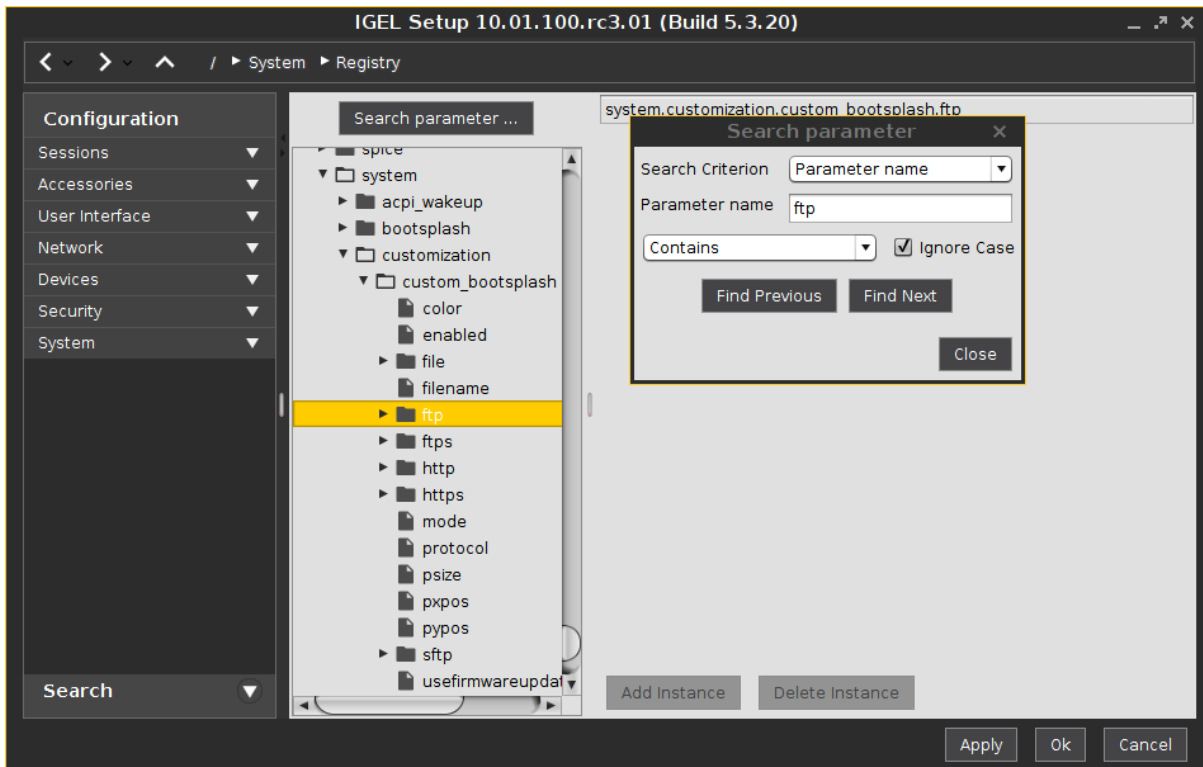 IGEL Setup 10.01.100.rc3.01 (Build 5.3.20)
/ System Registry
Configuration
Sessions
Accessories
User Interface
Network
Devices
Security
System
Search
Search parameter ...
spice
system
acpi_wakeup
bootsplash
customization
custom_bootsplash
color
enabled
file
filename
ftp
ftps
http
https
mode
protocol
psize
pxpos
pypos
sftp
usefirmwareupdat
system.customization.custom_bootsplash.ftp
Search parameter
Search Criterion Parameter name
Parameter name ftp
Contains Ignore Case
Find Previous Find Next
Close
Add Instance Delete Instance
Apply Ok Cancel